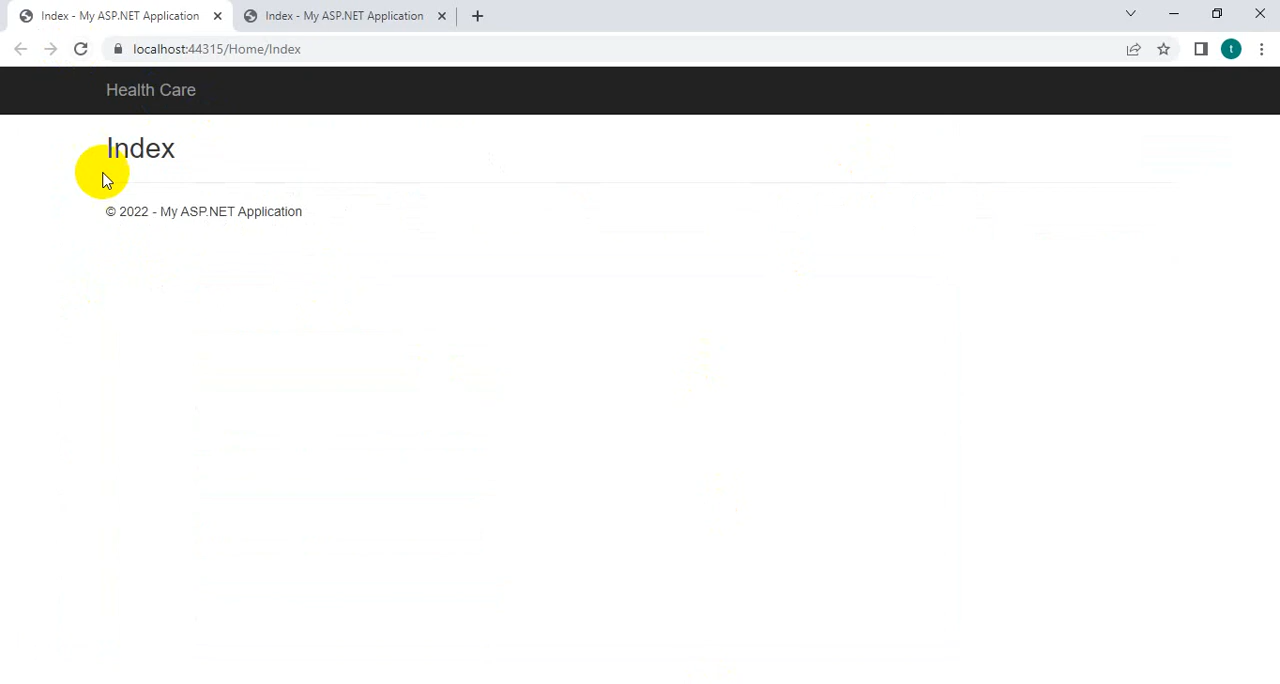 Index - My ASP.NET Application
Index - My ASP.NET Application
localhost:44315/Home/Index
t
Health Care
Index
© 2022 - My ASP.NET Application